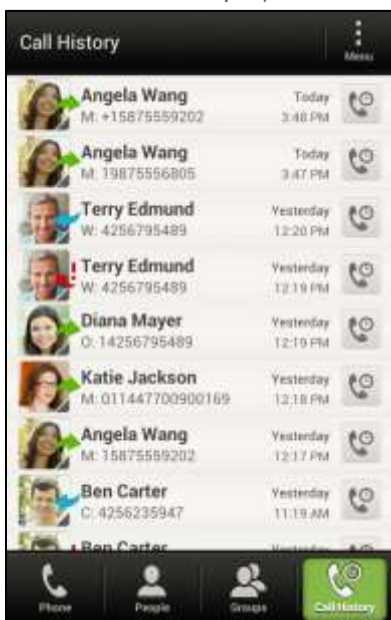 Call History
Menu
Angela Wang
Today
M: +15875559202
3:48 PM
Angela Wang
Today
M: 19875556805
3:47 PM
Terry Edmund
Yesterday
W: 4256795489
12:20 PM
Terry Edmund
Yesterday
W: 4256795489
12:19 PM
Diana Mayer
Yesterday
O: 14256795489
12:19 PM
Katie Jackson
Yesterday
M: 011447700900169
12:18 PM
Angela Wang
Yesterday
M: 15875559202
12:17 PM
Ben Carter
Yesterday
C: 4256235947
11:19 AM
Ben Carter
Yesterday
Phone
People
Groups
Call History